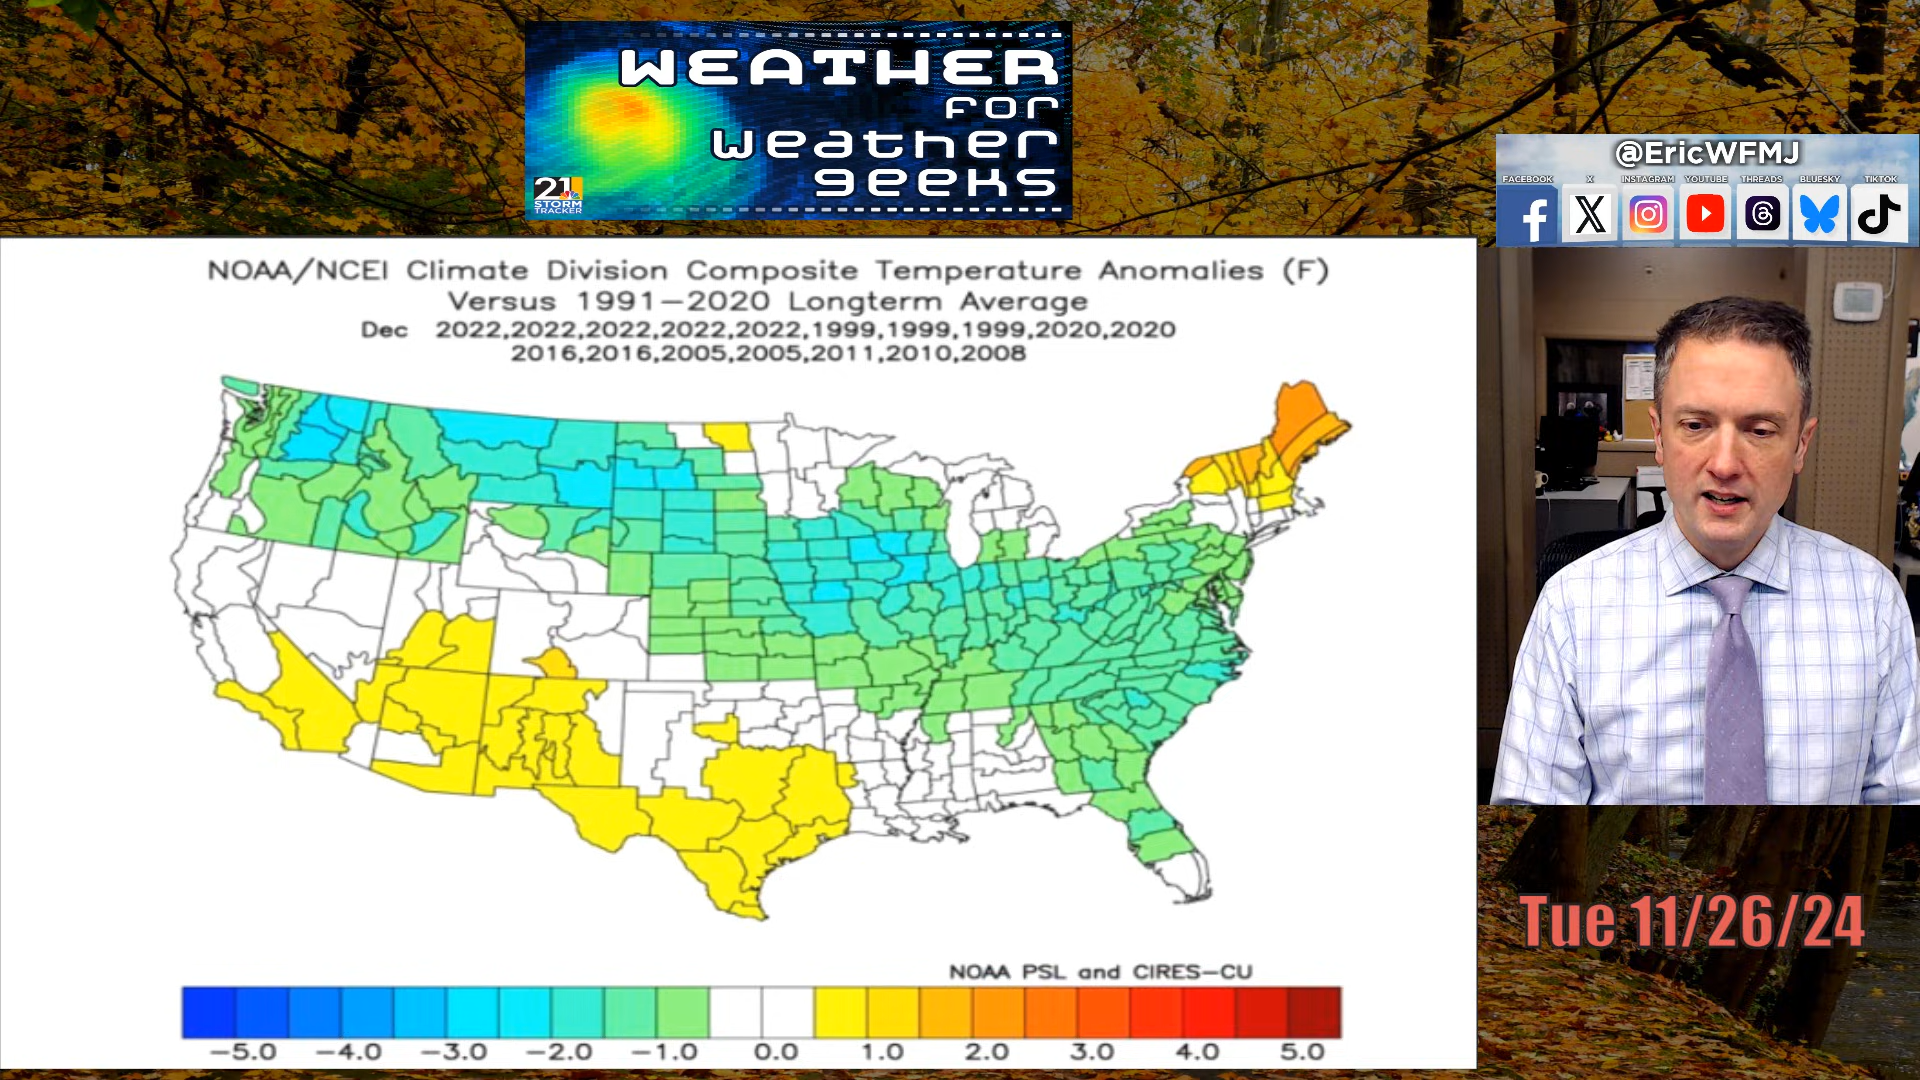 WEATHER
FOR
weather
geeks
21
STORM
TRACKER
@EricWFMJ
FACEBOOK X INSTAGRAM YOUTUBE THREADS BLUESKY TIKTOK
NOAA/NCEI Climate Division Composite Temperature Anomalies (F)
Versus 1991-2020 Longterm Average
Dec 2022,2022,2022,2022,2022,1999,1999,1999,2020,2020
2016,2016,2005,2005,2011,2010,2008
NOAA PSL and CIRES-CU
-5.0 -4.0 -3.0 -2.0 -1.0 0.0 1.0 2.0 3.0 4.0 5.0
Tue 11/26/24